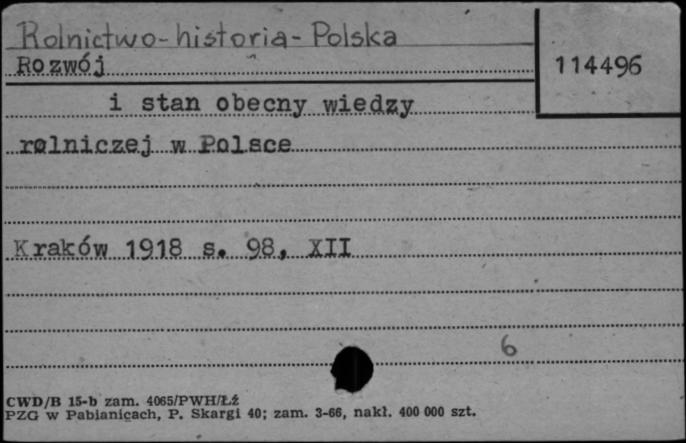 Rolnictwo-historia-Polska
Rozwój
114496
i stan obecny wiedzy
rolniczej w Polsce
Kraków 1918 s. 98, XII
6
CWD/B 15-b zam. 4065/PWH/Łź
PZG w Pabianicach, P. Skargi 40; zam. 3-66, nakł. 400 000 szt.